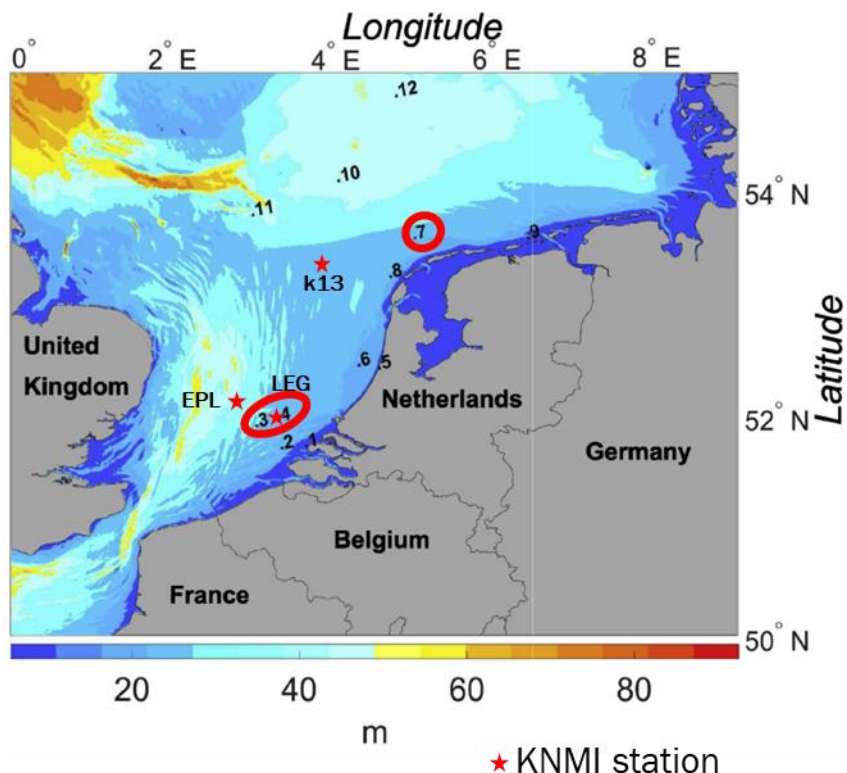 Longitude
0° 2° E 4° E 6° E 8° E
.12
.10
.11
54° N
.7
.9
k13
.8
United
Kingdom
.6 .5
Latitude
LEG
EPL
Netherlands
.3 4
52° N
.2 .1
Germany
Belgium
France
50° N
20 40 60 80
m
★ KNMI station